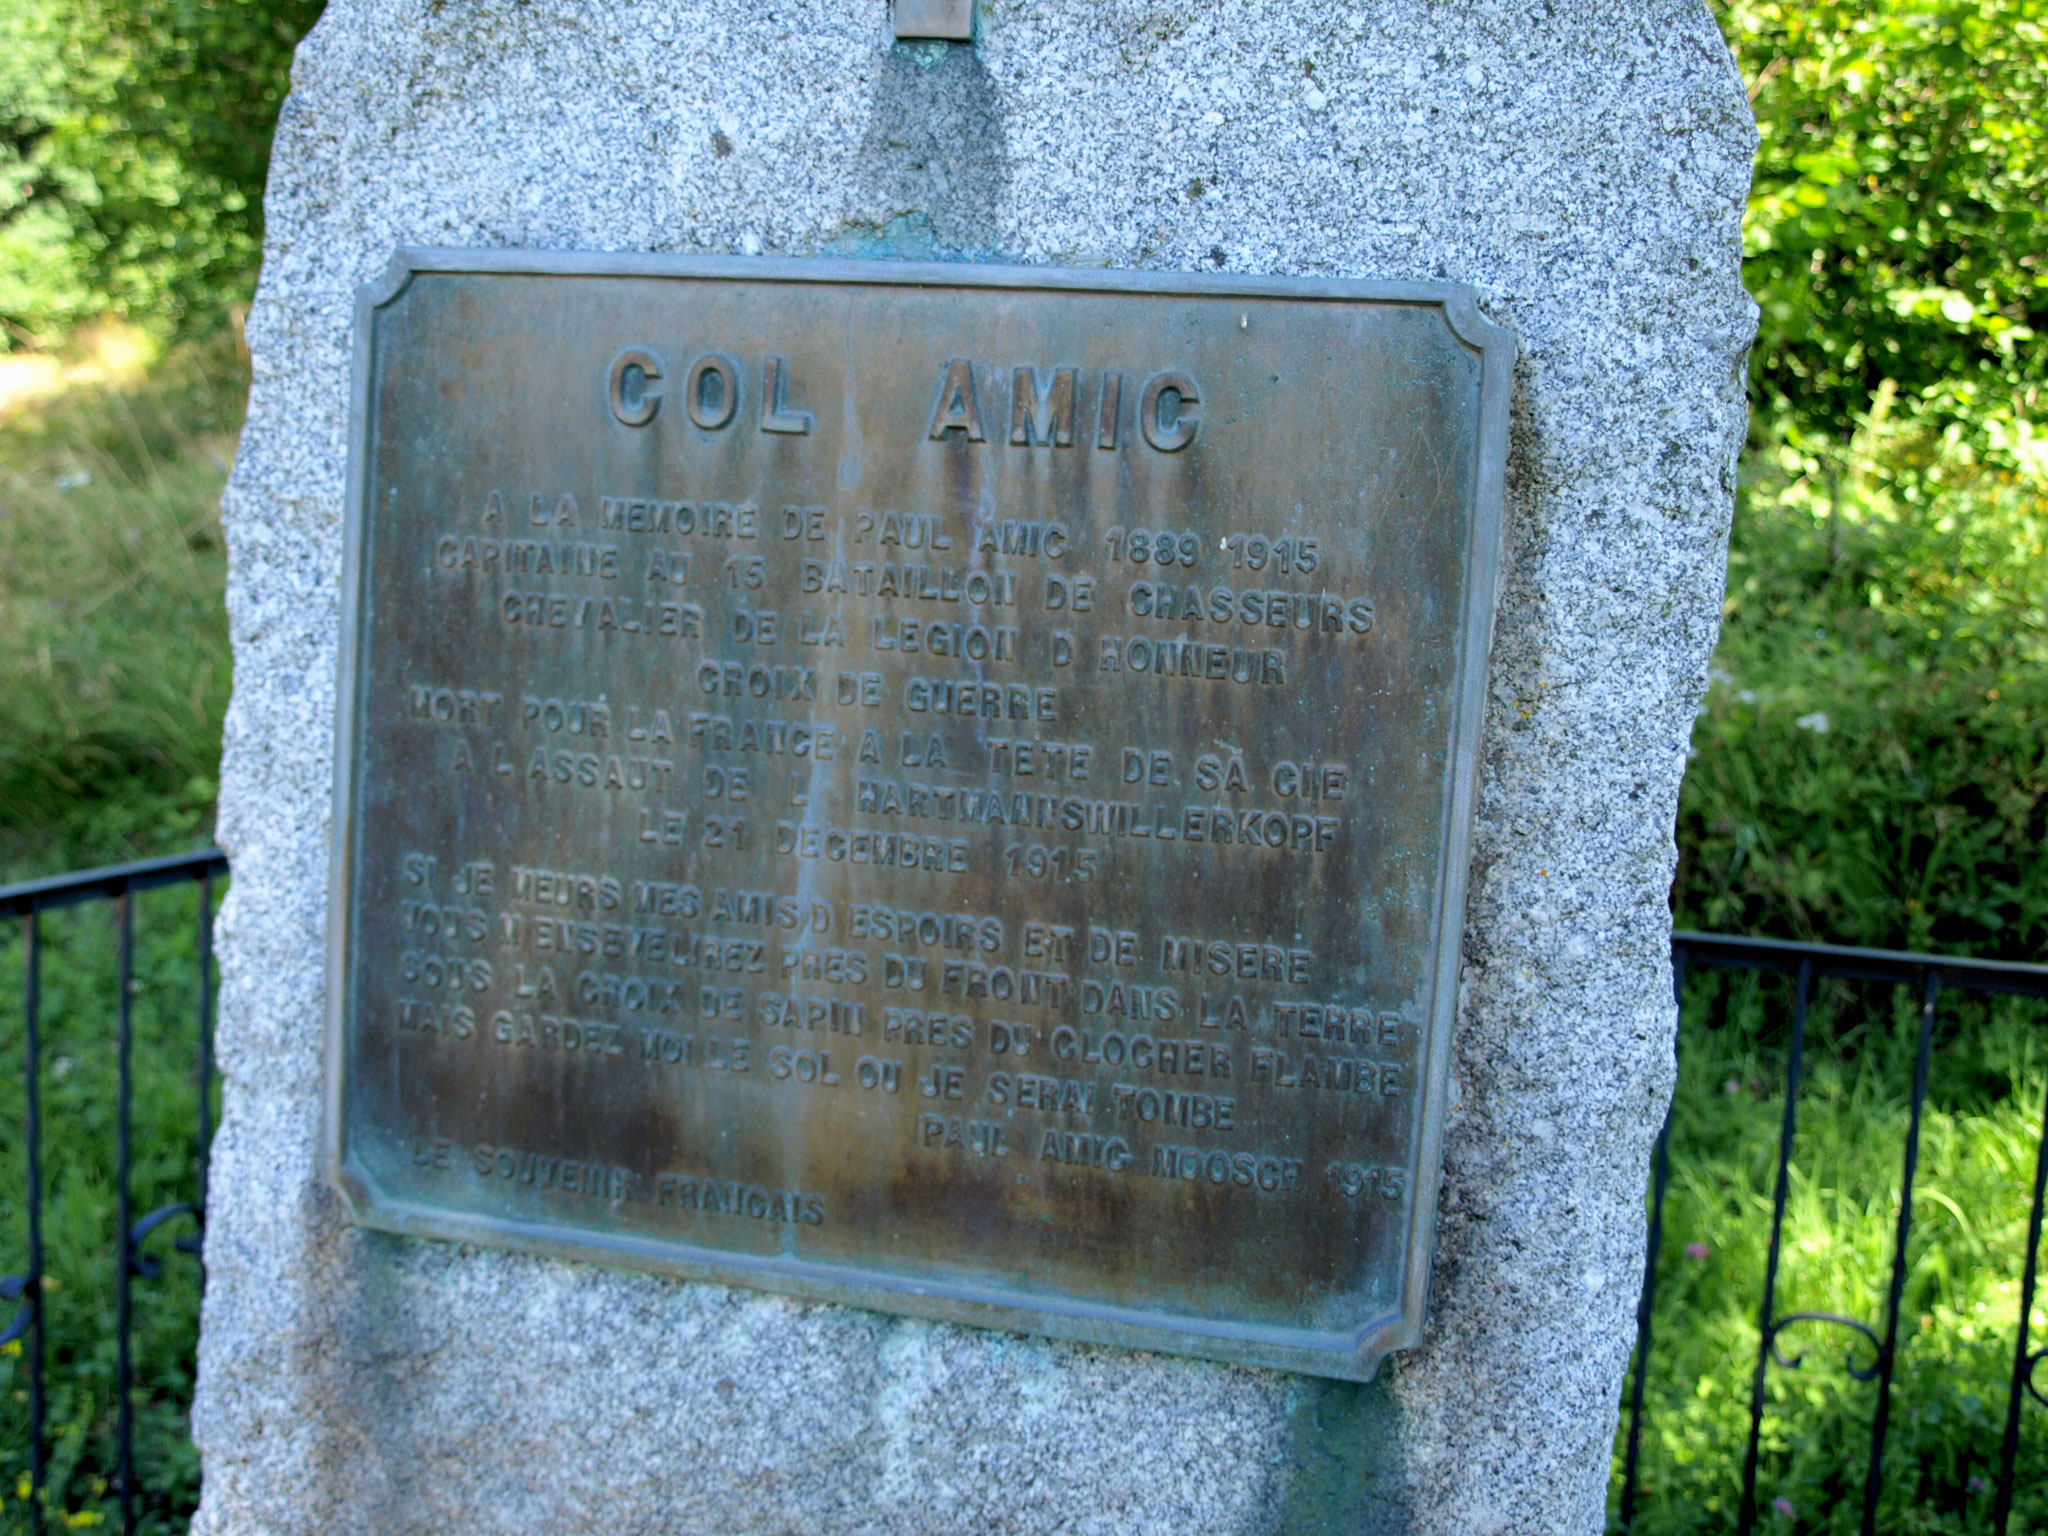 COL AMIC
A LA MEMOIRE DE PAUL AMIC 1889 1915
CAPITAINE AU 15 BATAILLON DE CHASSEURS
CHEVALIER DE LA LEGION D HONNEUR
CROIX DE GUERRE
MORT POUR LA FRANCE A LA TETE DE SA CIE
A L ASSAUT DE L HARTMANNSWILLERKOPF
LE 21 DECEMBRE 1915
SI JE MEURS MES AMIS D ESPOIRS ET DE MISERE
VOUS M ENSEVELIREZ PRES DU FRONT DANS LA TERRE
SOUS LA CROIX DE SAPIN PRES DU CLOCHER FLAMBE
MAIS GARDEZ MOI LE SOL OU JE SERAI TOMBE
PAUL AMIC MOOSCH 1915
LE SOUVENIR FRANCAIS